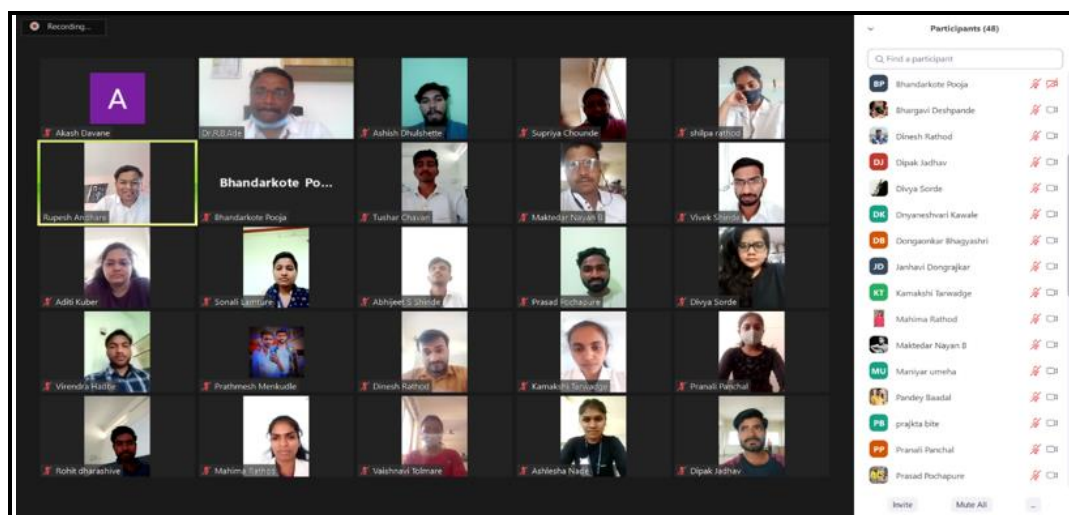 Recording...
Participants (48)
Find a participant
A
Akash Davane
Dr.R.B.Ade
Ashish Dhulshette
Supriya Chounde
shilpa rathod
Rupesh Andhare
Bhandarkote Po...
Bhandarkote Pooja
Tushar Chavan
Maktedar Nayan B
Vivek Shinde
Aditi Kuber
Sonali Lamture
Abhijeet S Shinde
Prasad Pochapure
Divya Sorde
Virendra
Prathmesh Menkudle
Dinesh Rathod
Kamakshi Tarwadge
Pranali Panchal
Rohit dharashive
Mahima Rathod
Vaishnavi Tolmare
Ashlesha Nade
Dipak Jadhav
BP Bhandarkote Pooja
Bhargavi Deshpande
Dinesh Rathod
DJ Dipak Jadhav
Divya Sorde
DK Dnyaneshvari Kawale
DB Dongaonkar Bhagyashri
JD Janhavi Dongrajkar
KT Kamakshi Tarwadge
Mahima Rathod
Maktedar Nayan B
MU Maniyar umeha
Pandey Baadal
PB prajkta bite
PP Pranali Panchal
Prasad Pochapure
Invite Mute All ...